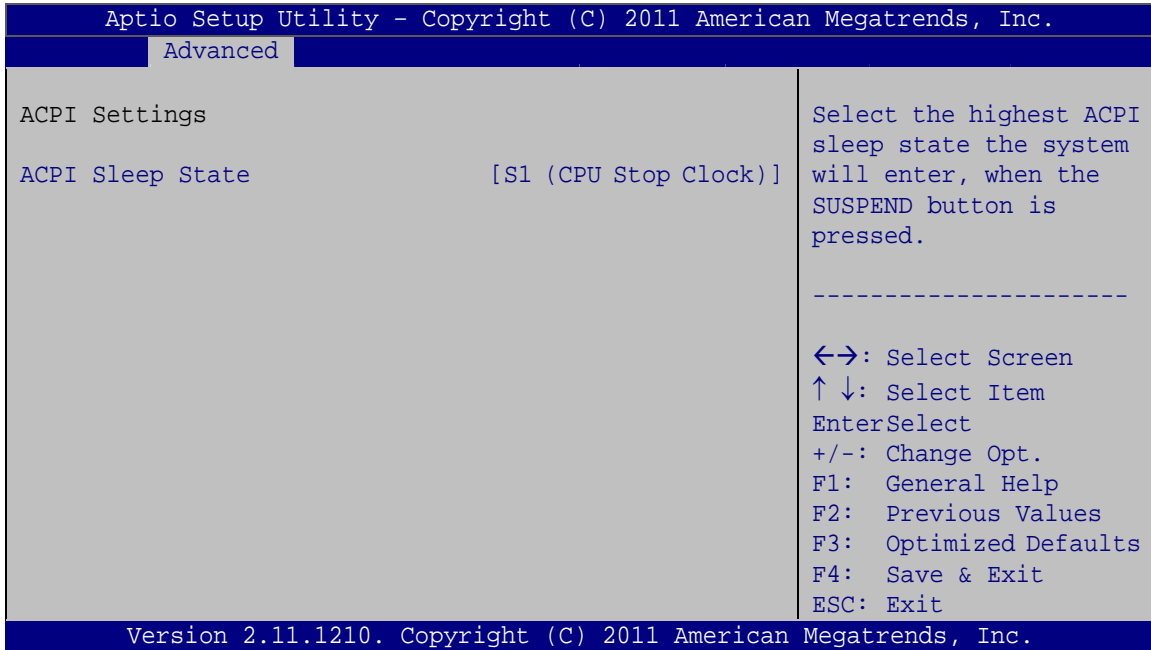 Aptio Setup Utility – Copyright (C) 2011 American Megatrends, Inc.
Advanced
ACPI Settings
ACPI Sleep State [S1 (CPU Stop Clock)]
Select the highest ACPI
sleep state the system
will enter, when the
SUSPEND button is
pressed.
----------------------
←→: Select Screen
↑ ↓: Select Item
EnterSelect
+/-: Change Opt.
F1: General Help
F2: Previous Values
F3: Optimized Defaults
F4: Save & Exit
ESC: Exit
Version 2.11.1210. Copyright (C) 2011 American Megatrends, Inc.